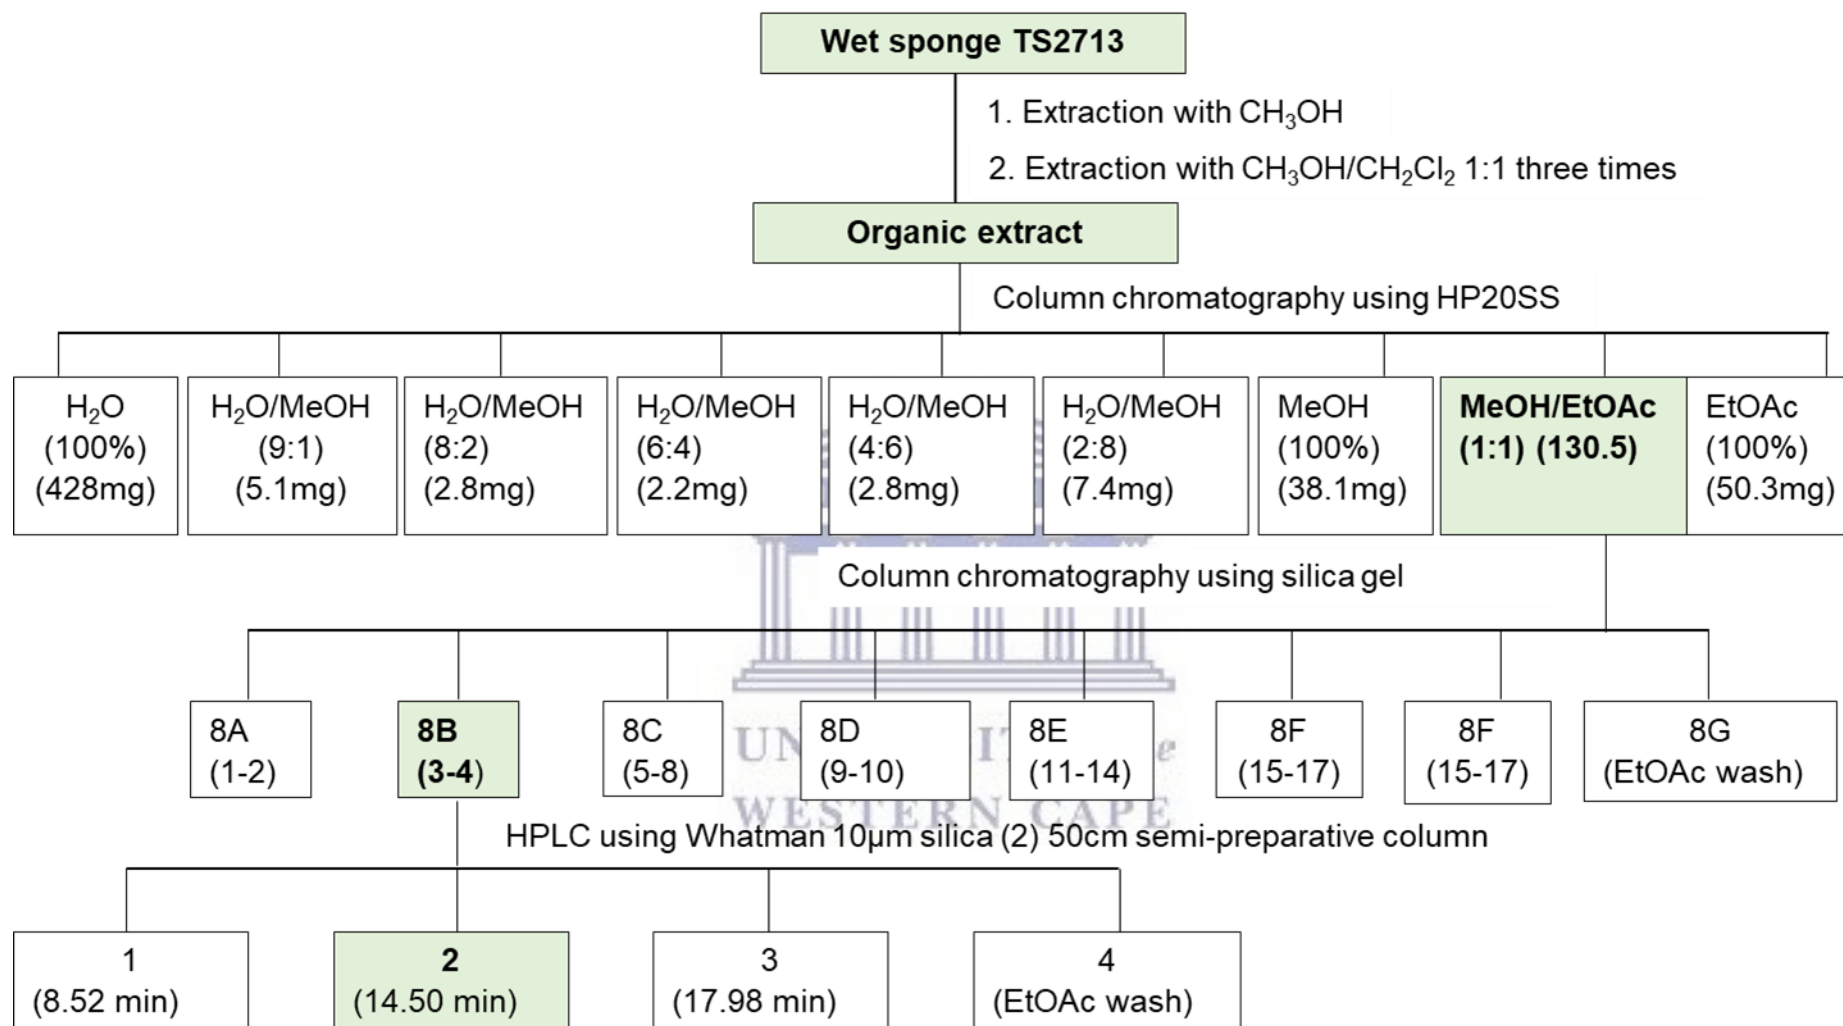 Wet sponge TS2713
1. Extraction with CH₃OH
2. Extraction with CH₃OH/CH₂Cl₂ 1:1 three times
Organic extract
Column chromatography using HP20SS
H₂O
(100%)
(428mg)
H₂O/MeOH
(9:1)
(5.1mg)
H₂O/MeOH
(8:2)
(2.8mg)
H₂O/MeOH
(6:4)
(2.2mg)
H₂O/MeOH
(4:6)
(2.8mg)
H₂O/MeOH
(2:8)
(7.4mg)
MeOH
(100%)
(38.1mg)
MeOH/EtOAc
(1:1) (130.5)
EtOAc
(100%)
(50.3mg)
Column chromatography using silica gel
8A
(1-2)
8B
(3-4)
8C
(5-8)
8D
(9-10)
8E
(11-14)
8F
(15-17)
8F
(15-17)
8G
(EtOAc wash)
WESTERN CAPE
HPLC using Whatman 10µm silica (2) 50cm semi-preparative column
1
(8.52 min)
2
(14.50 min)
3
(17.98 min)
4
(EtOAc wash)